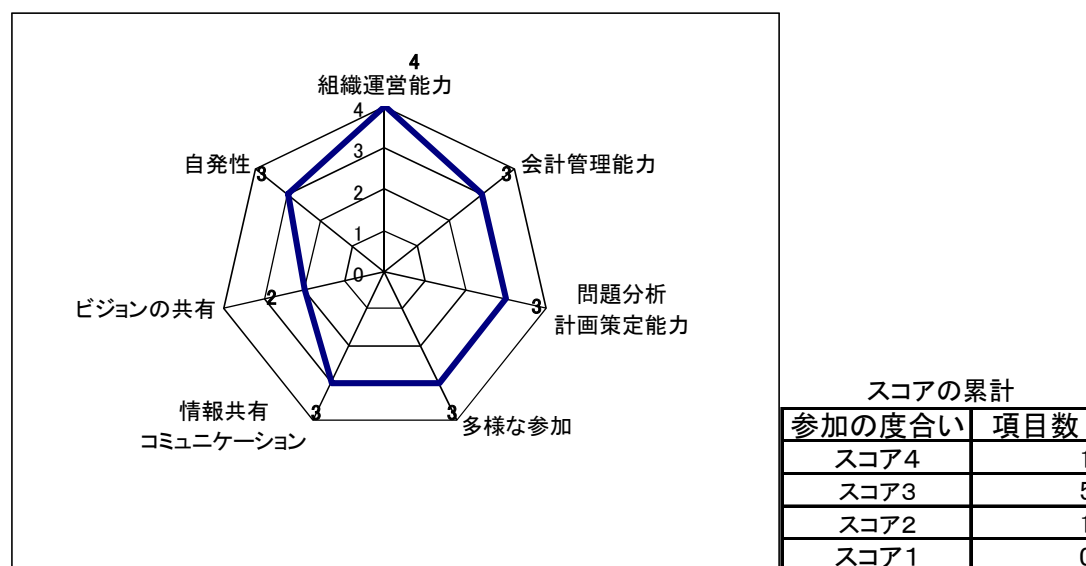 4
組織運営能力
4
3
2
1
0
自発性
3
3
会計管理能力
ビジョンの共有
2
3
問題分析
計画策定能力
情報共有
コミュニケーション
3
3
多様な参加
スコアの累計
参加の度合い 項目数
スコア4 1
スコア3 5
スコア2 1
スコア1 0